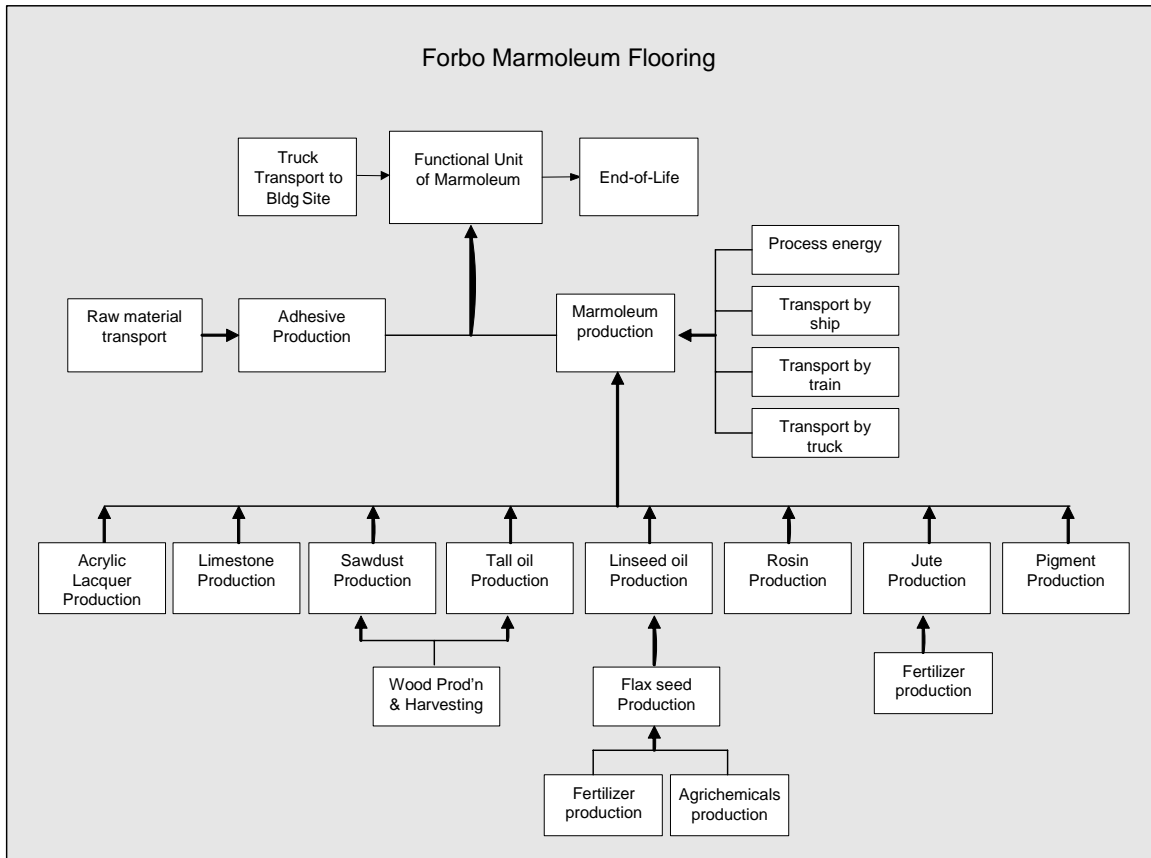 Forbo Marmoleum Flooring
Truck
Transport to
Bldg Site
Functional Unit
of Marmoleum
End-of-Life
Process energy
Raw material
transport
Adhesive
Production
Marmoleum
production
Transport by
ship
Transport by
train
Transport by
truck
Acrylic
Lacquer
Production
Limestone
Production
Sawdust
Production
Tall oil
Production
Linseed oil
Production
Rosin
Production
Jute
Production
Pigment
Production
Wood Prod'n
& Harvesting
Flax seed
Production
Fertilizer
production
Fertilizer
production
Agrichemicals
production